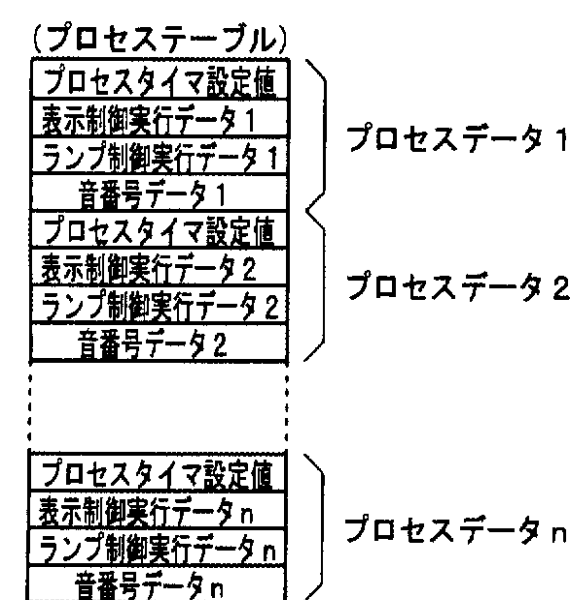 (プロセステーブル)
プロセスタイマ設定値
表示制御実行データ1
ランプ制御実行データ1
音番号データ1
プロセスデータ1
プロセスタイマ設定値
表示制御実行データ2
ランプ制御実行データ2
音番号データ2
プロセスデータ2
プロセスタイマ設定値
表示制御実行データn
ランプ制御実行データn
音番号データn
プロセスデータn